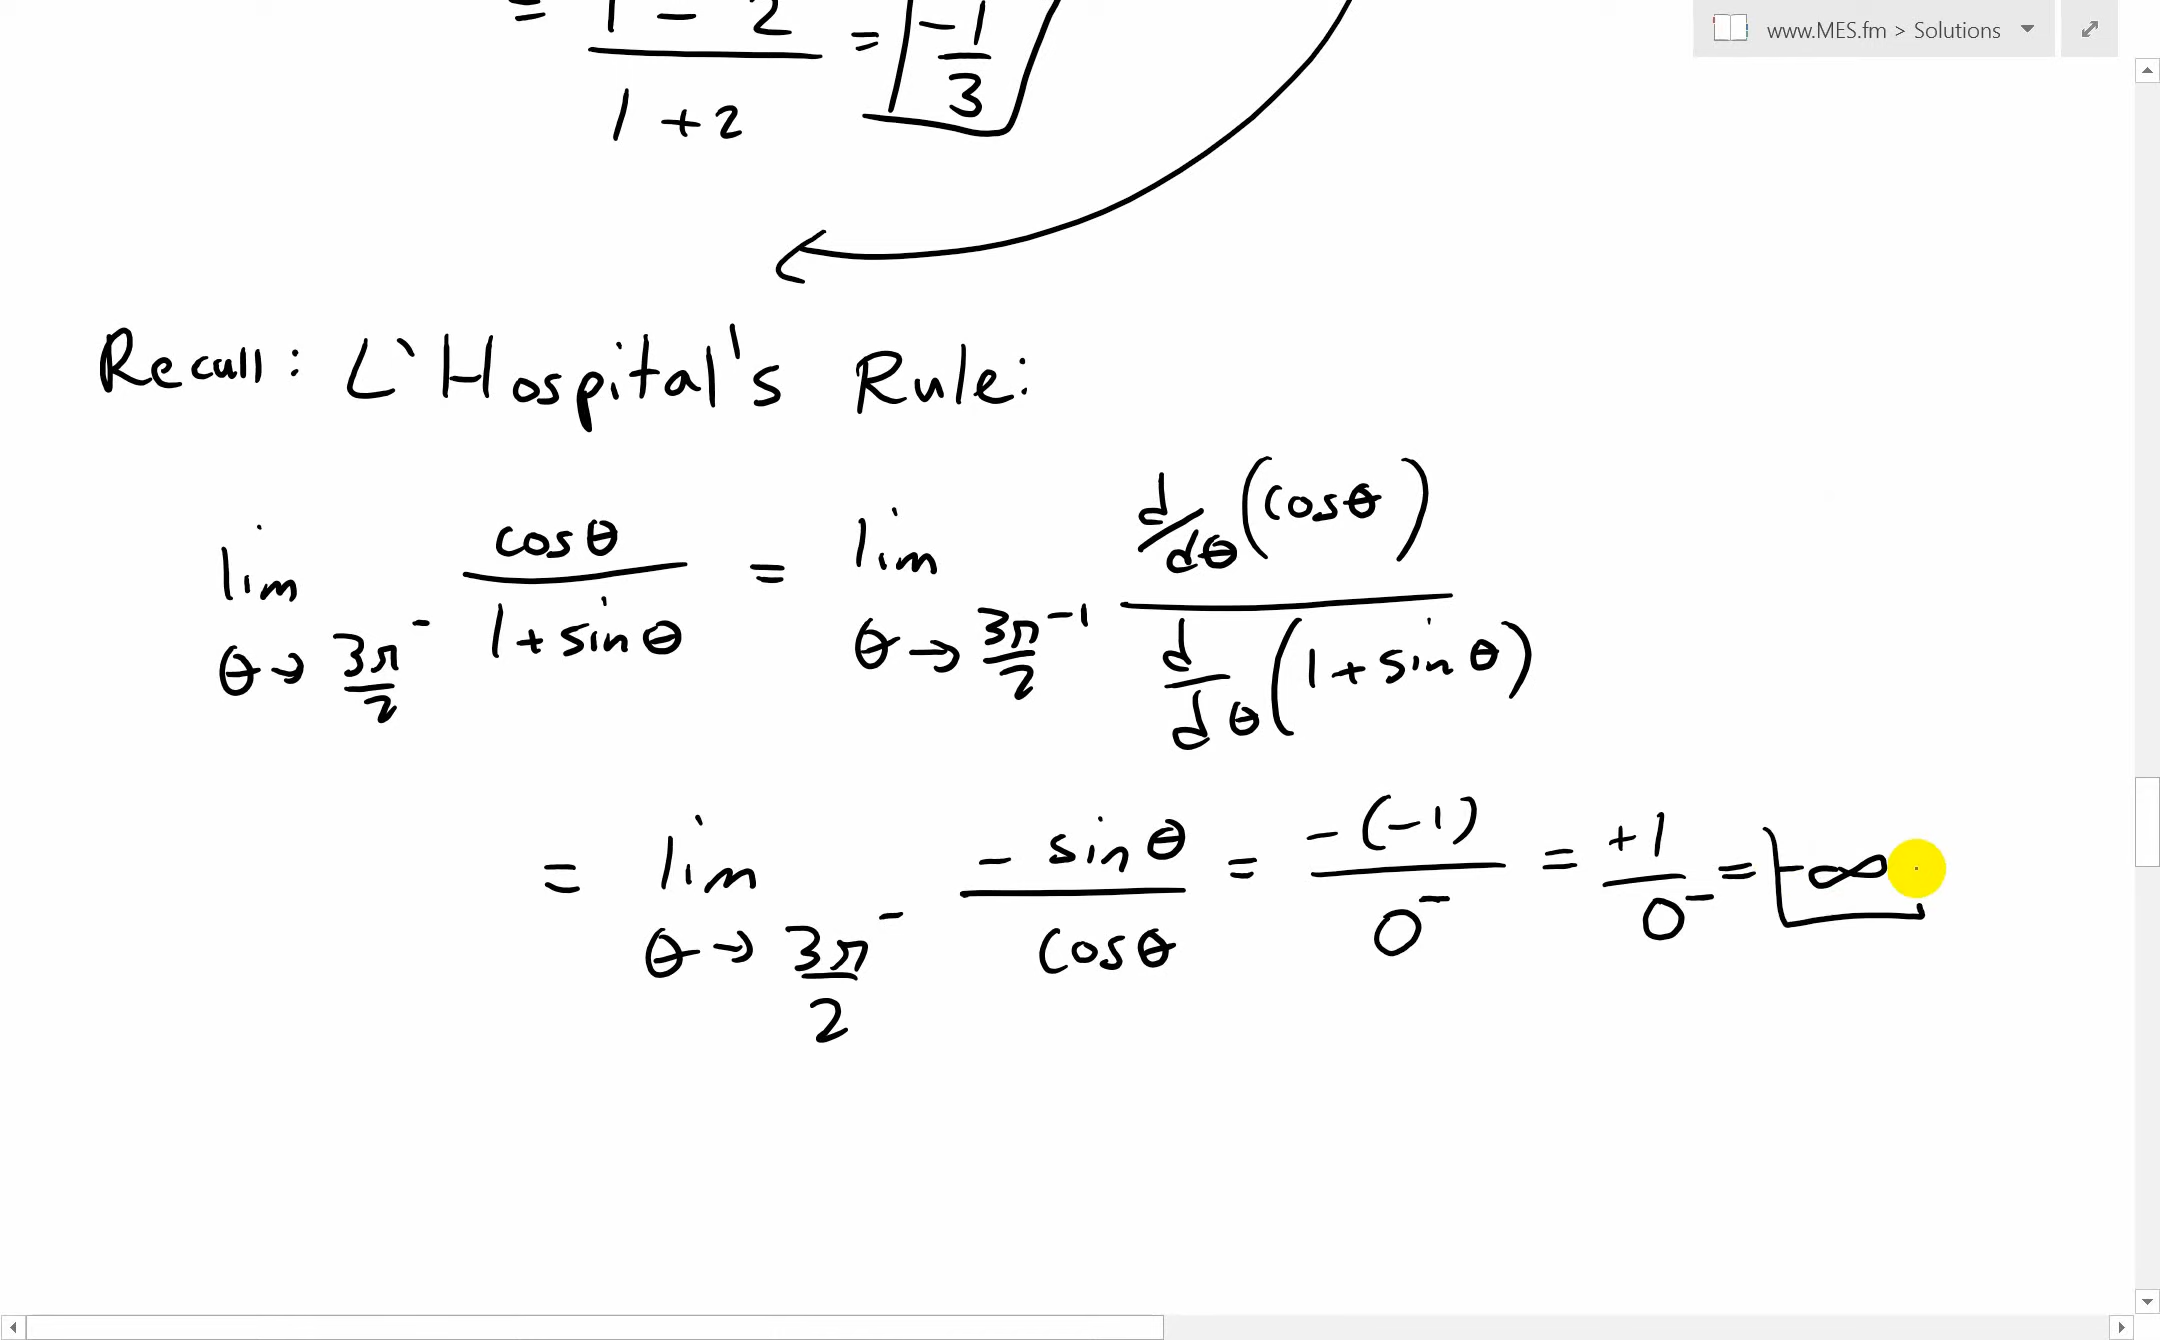 www.MES.fm > Solutions
= 1 - 2 / 1 + 2 = -1/3
Recall: L'Hospital's Rule:
lim θ→3π/2⁻ cosθ / 1+sinθ = lim θ→3π/2⁻¹ d/dθ(cosθ) / d/dθ(1+sinθ)
= lim θ→3π/2⁻ -sinθ / cosθ = -(-1) / 0⁻ = +1 / 0⁻ = -∞